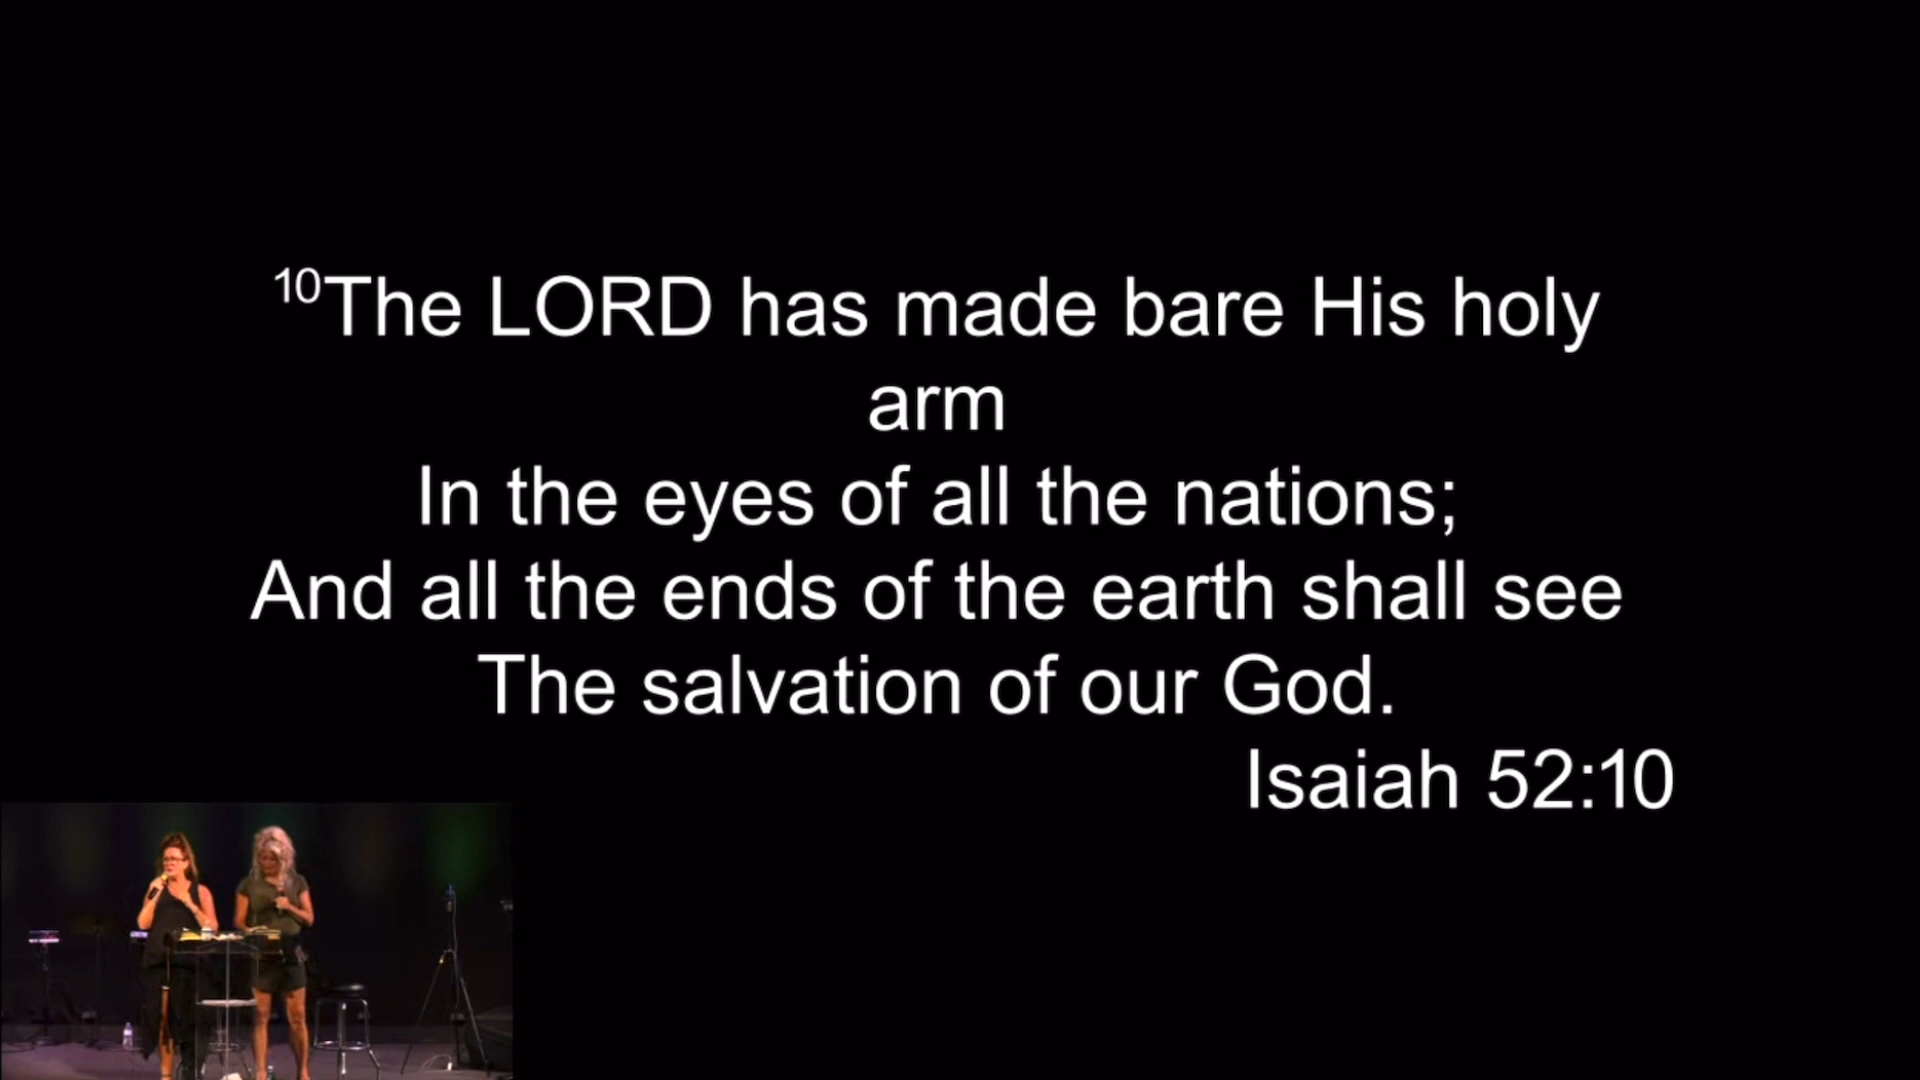 10The LORD has made bare His holy
arm
In the eyes of all the nations;
And all the ends of the earth shall see
The salvation of our God.
Isaiah 52:10